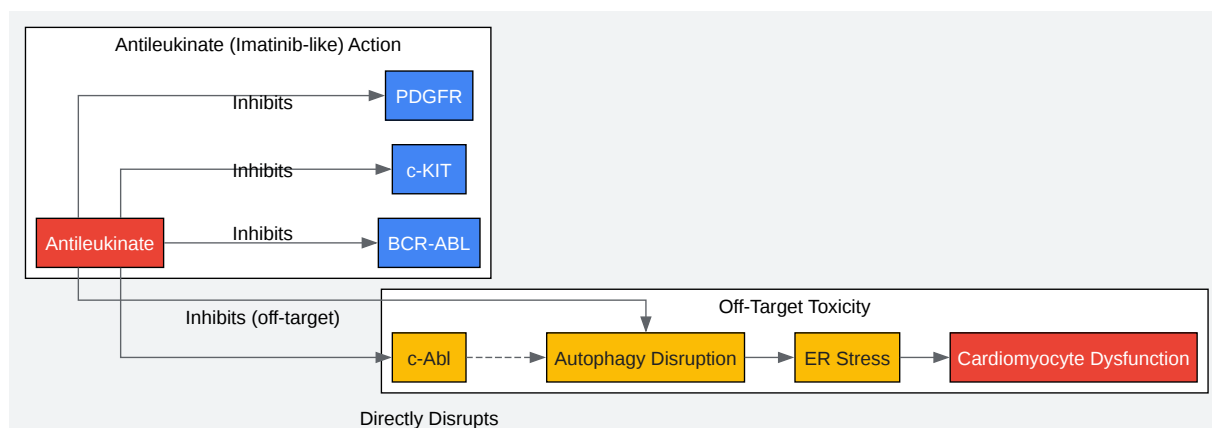 Antileukinate (Imatinib-like) Action
PDGFR
Inhibits
c-KIT
Inhibits
Antileukinate
Inhibits
BCR-ABL
Off-Target Toxicity
Inhibits (off-target)
c-Abl
Autophagy Disruption
ER Stress
Cardiomyocyte Dysfunction
Directly Disrupts